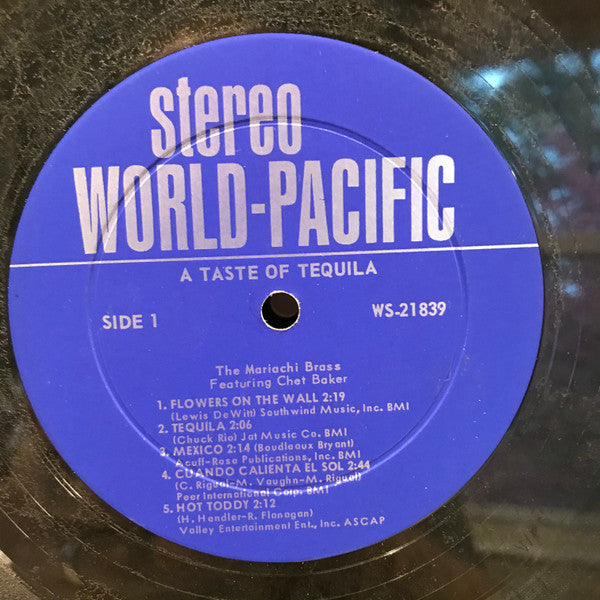 stereo
WORLD-PACIFIC
A TASTE OF TEQUILA
SIDE 1
WS-21839
The Mariachi Brass
Featuring Chet Baker
1. FLOWERS ON THE WALL 2:19
(Lewis DeWitt) Southwind Music, Inc. BMI
2. TEQUILA 2:06
(Chuck Rio) Jat Music Co. BMI
3. MEXICO 2:14 (Boudleaux Bryant)
Acuff-Rose Publications, Inc. BMI
4. CUANDO CALIENTA EL SOL 2:44
(C. Rigual-M. Vaughn-M. Rigual)
Peer International Corp. BMI
5. HOT TODDY 2:12
(H. Hendler-R. Flanagan)
Valley Entertainment Ent., Inc. ASCAP